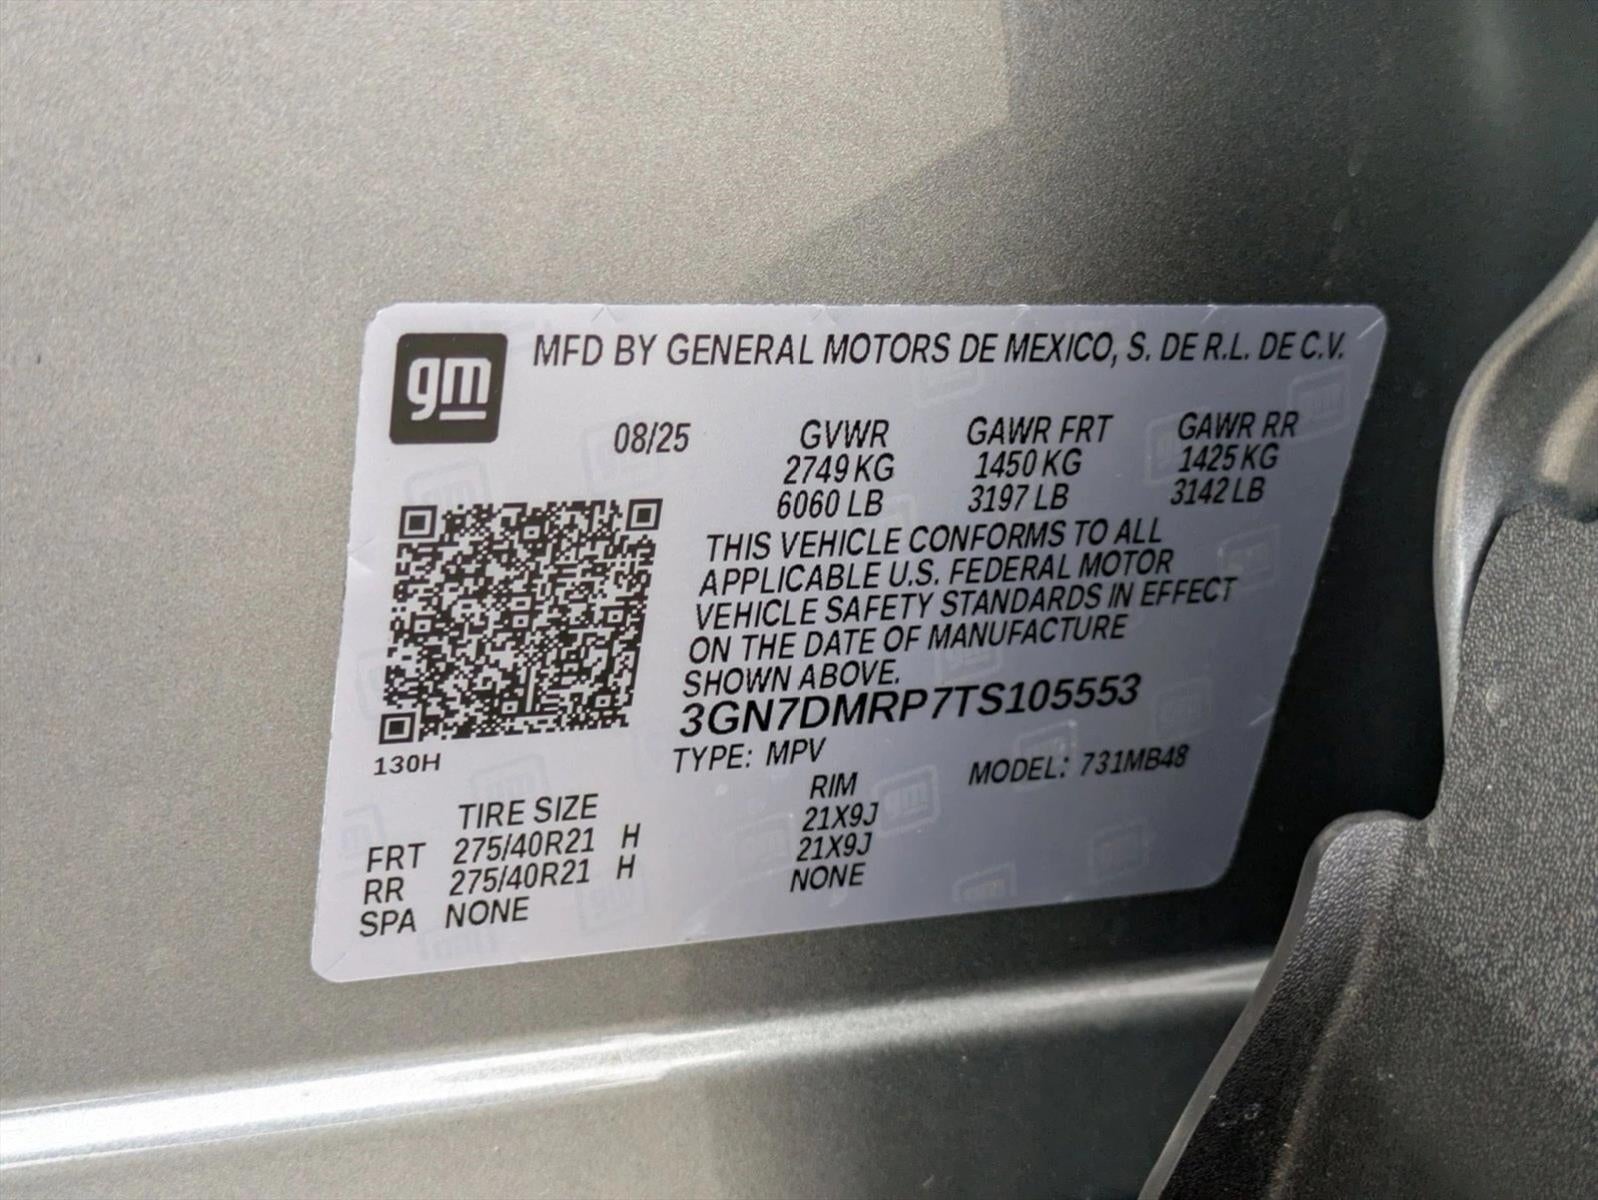 gm
MFD BY GENERAL MOTORS DE MEXICO, S. DE R.L. DE C.V.
08/25 GVWR GAWR FRT GAWR RR
2749 KG 1450 KG 1425 KG
6060 LB 3197 LB 3142 LB
THIS VEHICLE CONFORMS TO ALL
APPLICABLE U.S. FEDERAL MOTOR
VEHICLE SAFETY STANDARDS IN EFFECT
ON THE DATE OF MANUFACTURE
SHOWN ABOVE.
3GN7DMRP7TS105553
130H
TYPE: MPV MODEL: 731MB48
TIRE SIZE RIM
FRT 275/40R21 H 21X9J
RR 275/40R21 H 21X9J
SPA NONE NONE